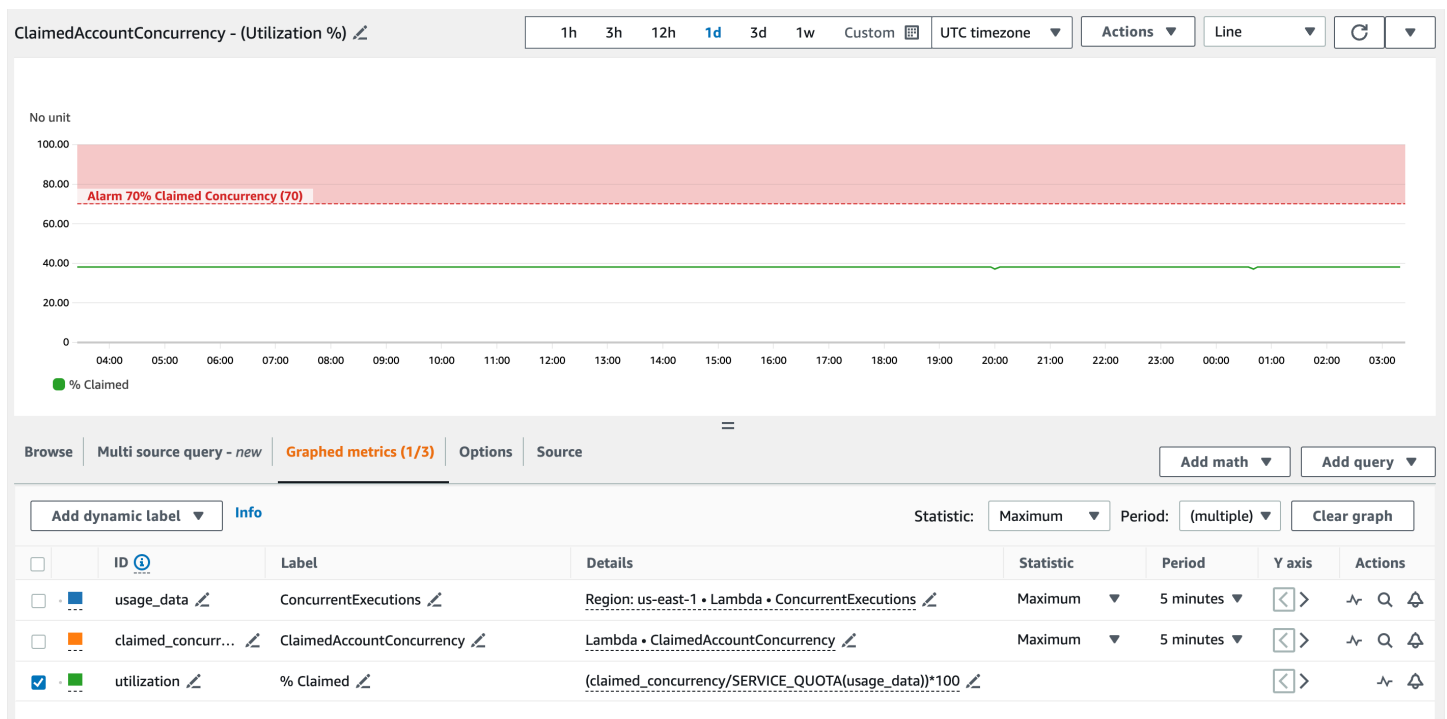 ClaimedAccountConcurrency - (Utilization %)
1h 3h 12h 1d 3d 1w Custom UTC timezone Actions Line
No unit
100.00
80.00
Alarm 70% Claimed Concurrency (70)
60.00
40.00
20.00
0
04:00 05:00 06:00 07:00 08:00 09:00 10:00 11:00 12:00 13:00 14:00 15:00 16:00 17:00 18:00 19:00 20:00 21:00 22:00 23:00 00:00 01:00 02:00 03:00
% Claimed
Browse Multi source query - new Graphed metrics (1/3) Options Source
Add math Add query
Add dynamic label Info Statistic: Maximum Period: (multiple) Clear graph
ID Label Details Statistic Period Y axis Actions
usage_data ConcurrentExecutions Region: us-east-1 • Lambda • ConcurrentExecutions Maximum 5 minutes
claimed_concurr... ClaimedAccountConcurrency Lambda • ClaimedAccountConcurrency Maximum 5 minutes
utilization % Claimed (claimed_concurrency/SERVICE_QUOTA(usage_data))*100